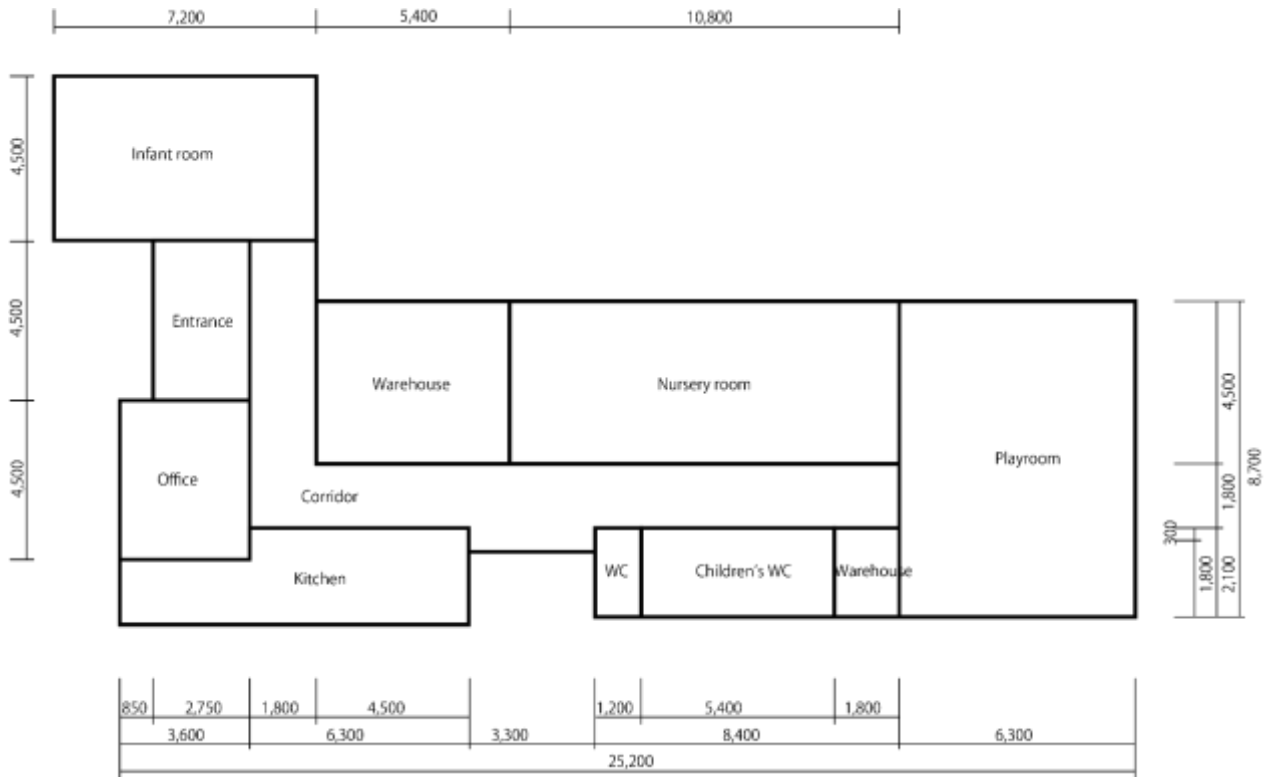 7,200
5,400
10,800
4,500
4,500
4,500
Infant room
Entrance
Warehouse
Nursery room
Playroom
Office
Corridor
Kitchen
WC
Children's WC
Warehouse
4,500
1,800
300
1,800
2,100
8,700
850
2,750
1,800
4,500
1,200
5,400
1,800
3,600
6,300
3,300
8,400
6,300
25,200